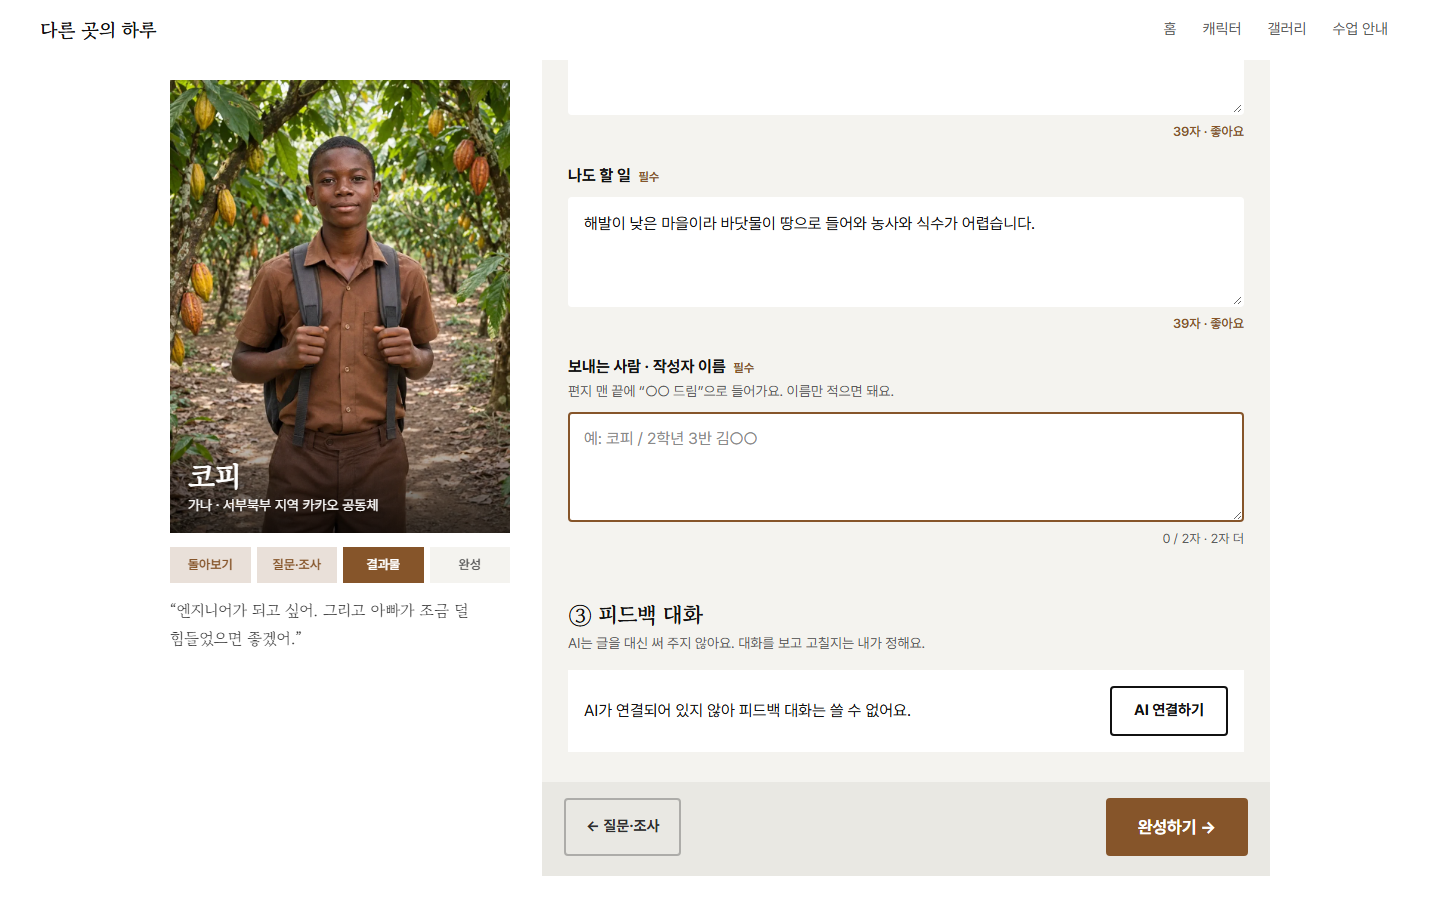 다른 곳의 하루
홈 캐릭터 갤러리 수업 안내
코피
가나 · 서부북부 지역 카카오 공동체
돌아보기 질문·조사 결과물 완성
“엔지니어가 되고 싶어. 그리고 아빠가 조금 덜
힘들었으면 좋겠어.”
39자 · 좋아요
나도 할 일 필수
해발이 낮은 마을이라 바닷물이 땅으로 들어와 농사와 식수가 어렵습니다.
39자 · 좋아요
보내는 사람 · 작성자 이름 필수
편지 맨 끝에 “〇〇 드림”으로 들어가요. 이름만 적으면 돼요.
예: 코피 / 2학년 3반 김〇〇
0 / 2자 · 2자 더
③ 피드백 대화
AI는 글을 대신 써 주지 않아요. 대화를 보고 고칠지는 내가 정해요.
AI가 연결되어 있지 않아 피드백 대화는 쓸 수 없어요.
AI 연결하기
← 질문·조사
완성하기 →